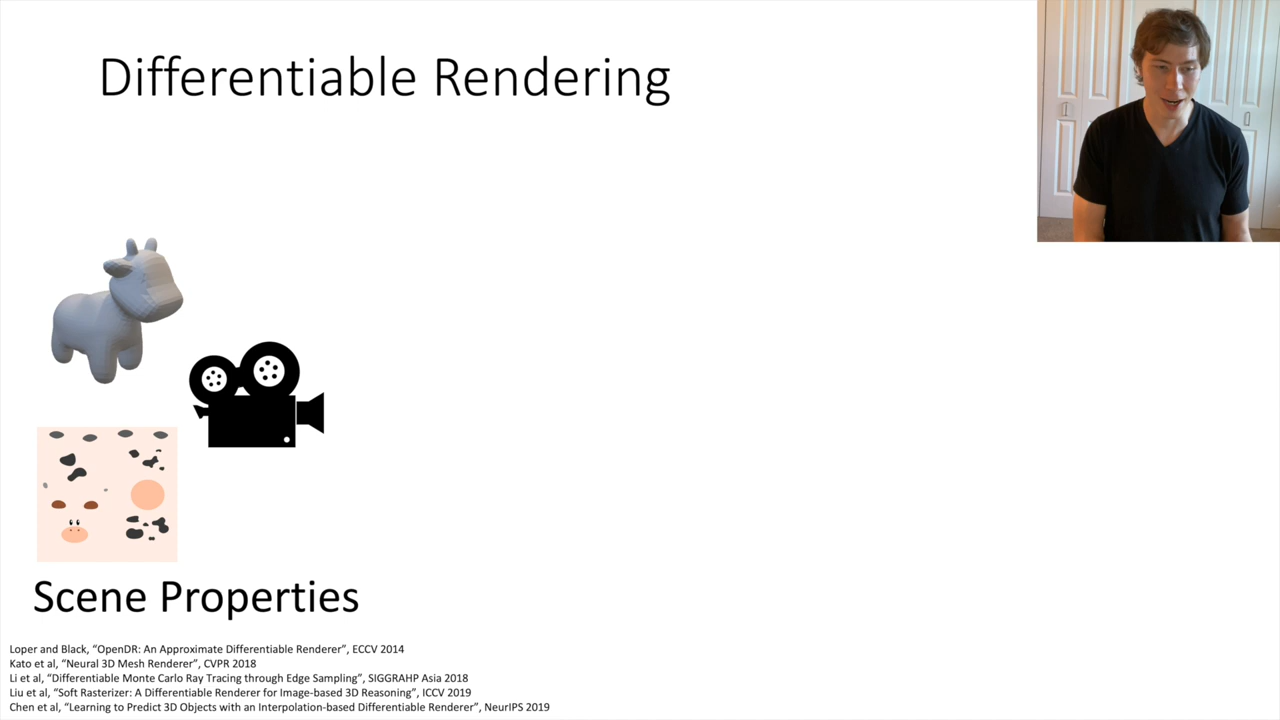 Differentiable Rendering
Scene Properties
Loper and Black, “OpenDR: An Approximate Differentiable Renderer”, ECCV 2014
Kato et al, “Neural 3D Mesh Renderer”, CVPR 2018
Li et al, “Differentiable Monte Carlo Ray Tracing through Edge Sampling”, SIGGRAHP Asia 2018
Liu et al, “Soft Rasterizer: A Differentiable Renderer for Image-based 3D Reasoning”, ICCV 2019
Chen et al, “Learning to Predict 3D Objects with an Interpolation-based Differentiable Renderer”, NeurIPS 2019